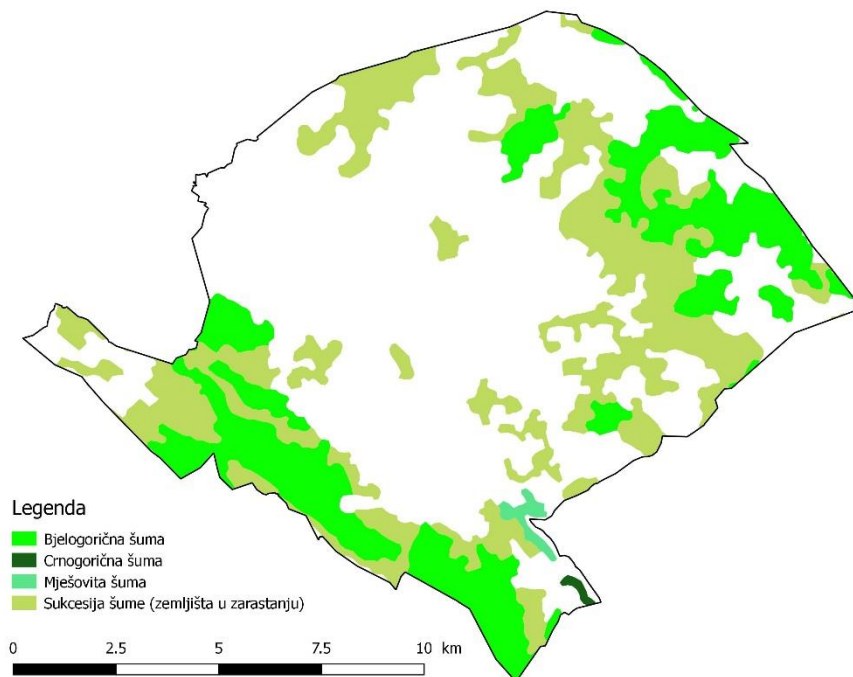 Legenda
Bjelogorična šuma
Crnogorična šuma
Mješovita šuma
Sukcesija šume (zemljišta u zarastanju)
0 2.5 5 7.5 10 km